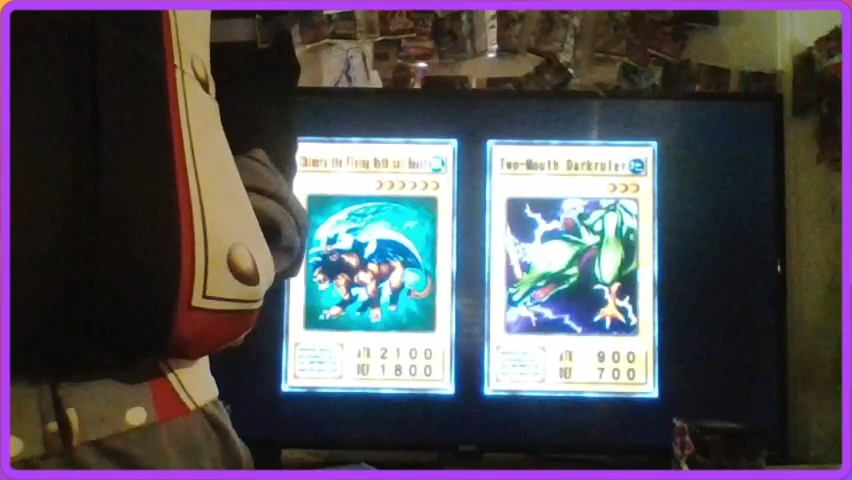 Chimera the Flying Mythical Beast
ATK 2100
DEF 1800
Two-Mouth Darkruler
ATK 900
DEF 700